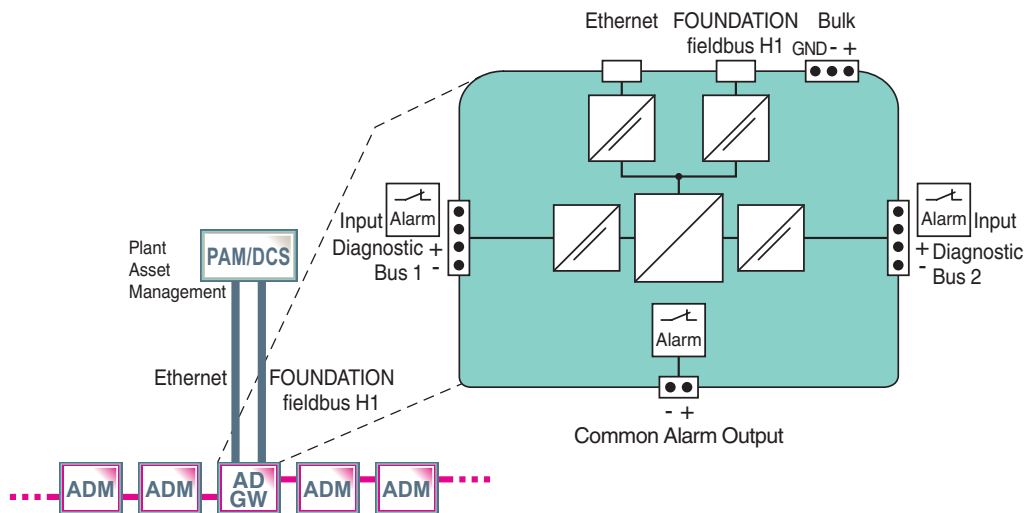 Ethernet
FOUNDATION
fieldbus H1
Bulk
GND - +
Alarm
Input
Diagnostic
Bus 1
+
-
Alarm
Input
+
-
Diagnostic
Bus 2
Plant
Asset
Management
PAM/DCS
Alarm
- +
Common Alarm Output
Ethernet
FOUNDATION
fieldbus H1
ADM
ADM
AD
GW
ADM
ADM